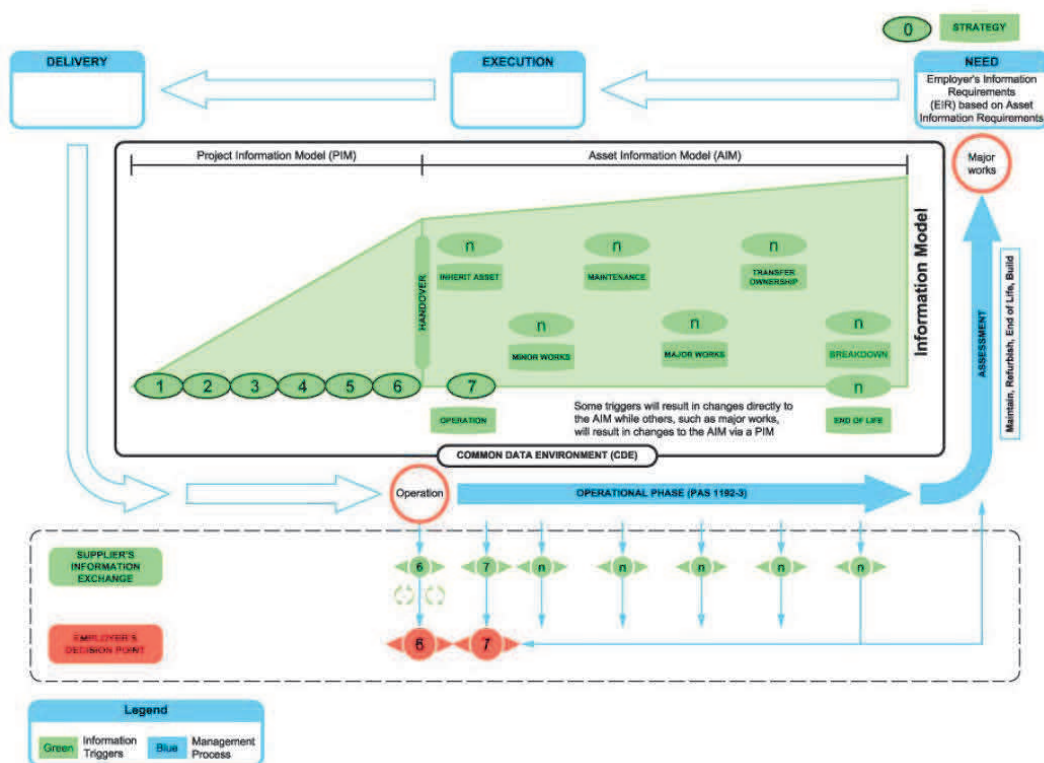 0
STRATEGY
DELIVERY
EXECUTION
NEED
Employer's Information
Requirements
(EIR) based on Asset
Information Requirements
Major
works
Project Information Model (PIM)
Asset Information Model (AIM)
n
n
n
INHERIT ASSET
MAINTENANCE
TRANSFER
OWNERSHIP
HANDOVER
n
n
n
MINOR WORKS
MAJOR WORKS
BREAKDOWN
1
2
3
4
5
6
7
n
OPERATION
END OF LIFE
Some triggers will result in changes directly to
the AIM while others, such as major works,
will result in changes to the AIM via a PIM
Information Model
ASSESSMENT
Maintain, Refurbish, End of Life, Build
COMMON DATA ENVIRONMENT (CDE)
Operation
OPERATIONAL PHASE (PAS 1192-3)
SUPPLIER'S
INFORMATION
EXCHANGE
6
7
n
n
n
n
n
EMPLOYER'S
DECISION POINT
6
7
Legend
Green
Information
Triggers
Blue
Management
Process